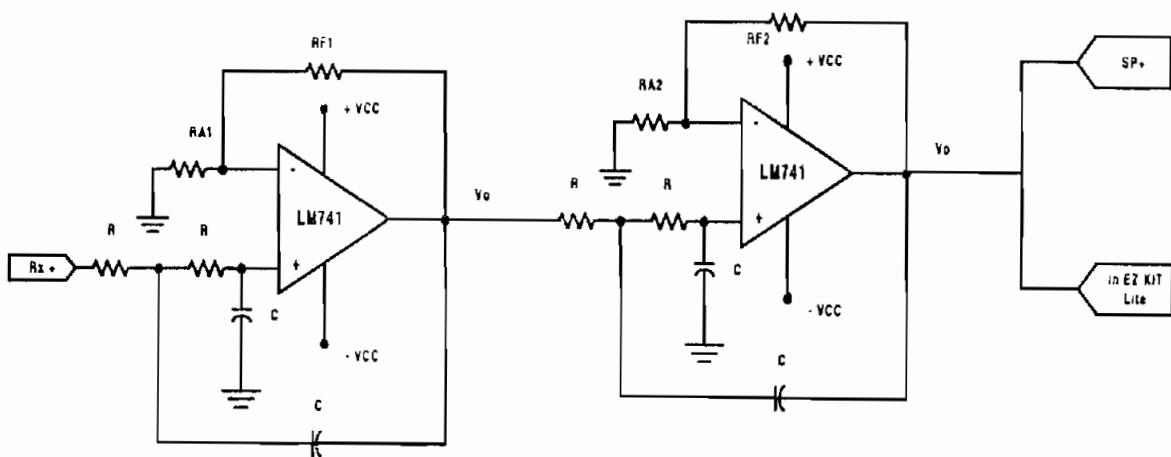 RF1
+ VCC
RA1
-
LM741
R
R
+
Rx +
C
- VCC
C
Vo
RF2
+ VCC
RA2
-
LM741
R
R
+
C
- VCC
C
Vo
SP+
In EZ KIT
Lite